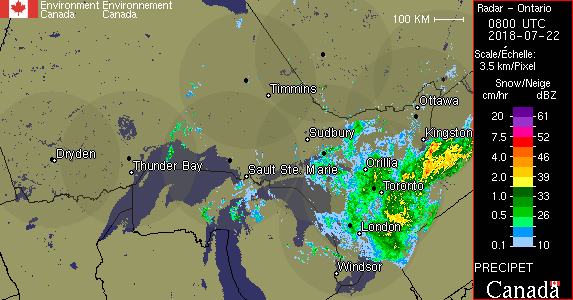 Environment Environnement
Canada Canada
100 KM
Timmins
Ottawa
Sudbury
Kingston
Dryden
Thunder Bay
Sault Ste. Marie
Orillia
Toronto
London
Windsor
Radar - Ontario
0800 UTC
2018-07-22
Scale/Échelle:
3.5 km/Pixel
Snow/Neige
cm/hr dBZ
20 61
7.5 52
4.0 46
2.0 39
1.0 33
0.5 26
0.1 10
PRECIPET
Canada